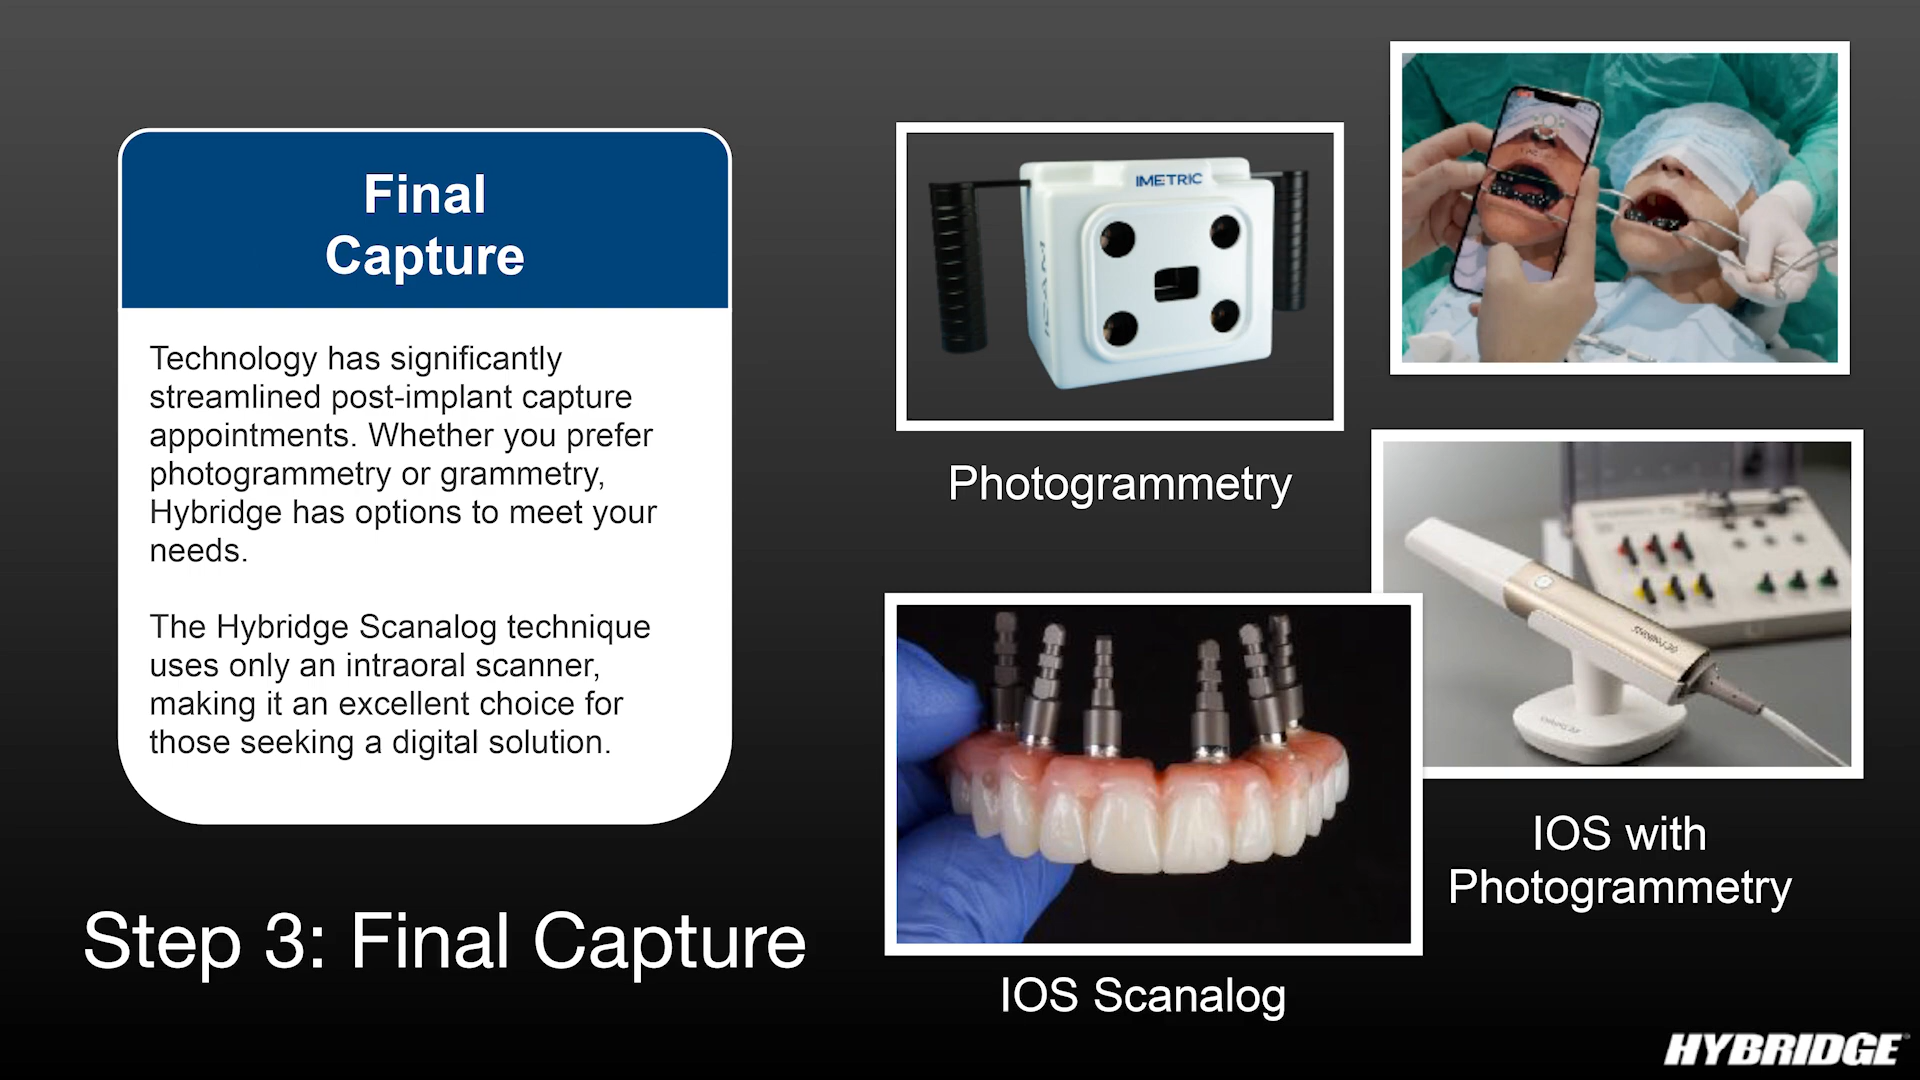 Final
Capture
Technology has significantly
streamlined post-implant capture
appointments. Whether you prefer
photogrammetry or grammetry,
Hybridge has options to meet your
needs.
The Hybridge Scanalog technique
uses only an intraoral scanner,
making it an excellent choice for
those seeking a digital solution.
Step 3: Final Capture
IMETRIC
ICAM
Photogrammetry
IOS with
Photogrammetry
IOS Scanalog
HYBRIDGE